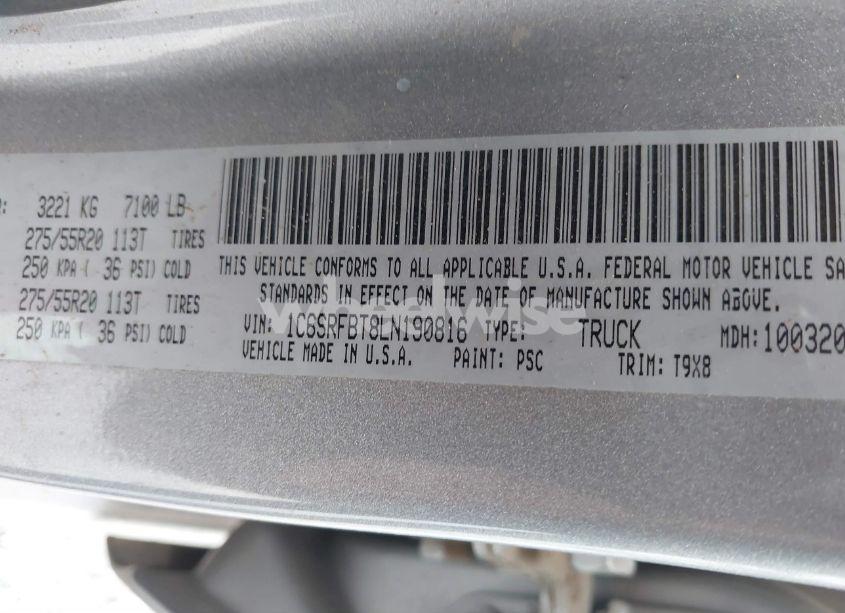 3221 KG 7100 LB
275/55R20 113T TIRES
250 KPA ( 36 PSI) COLD
275/55R20 113T TIRES
250 KPA ( 36 PSI) COLD
THIS VEHICLE CONFORMS TO ALL APPLICABLE U.S.A. FEDERAL MOTOR VEHICLE SA
STANDARDS IN EFFECT ON THE DATE OF MANUFACTURE SHOWN ABOVE.
VIN: 1C6SRFBT8LN190816 TYPE: TRUCK MDH: 100320
VEHICLE MADE IN U.S.A. PAINT: PSC TRIM: T9X8
wheelwise